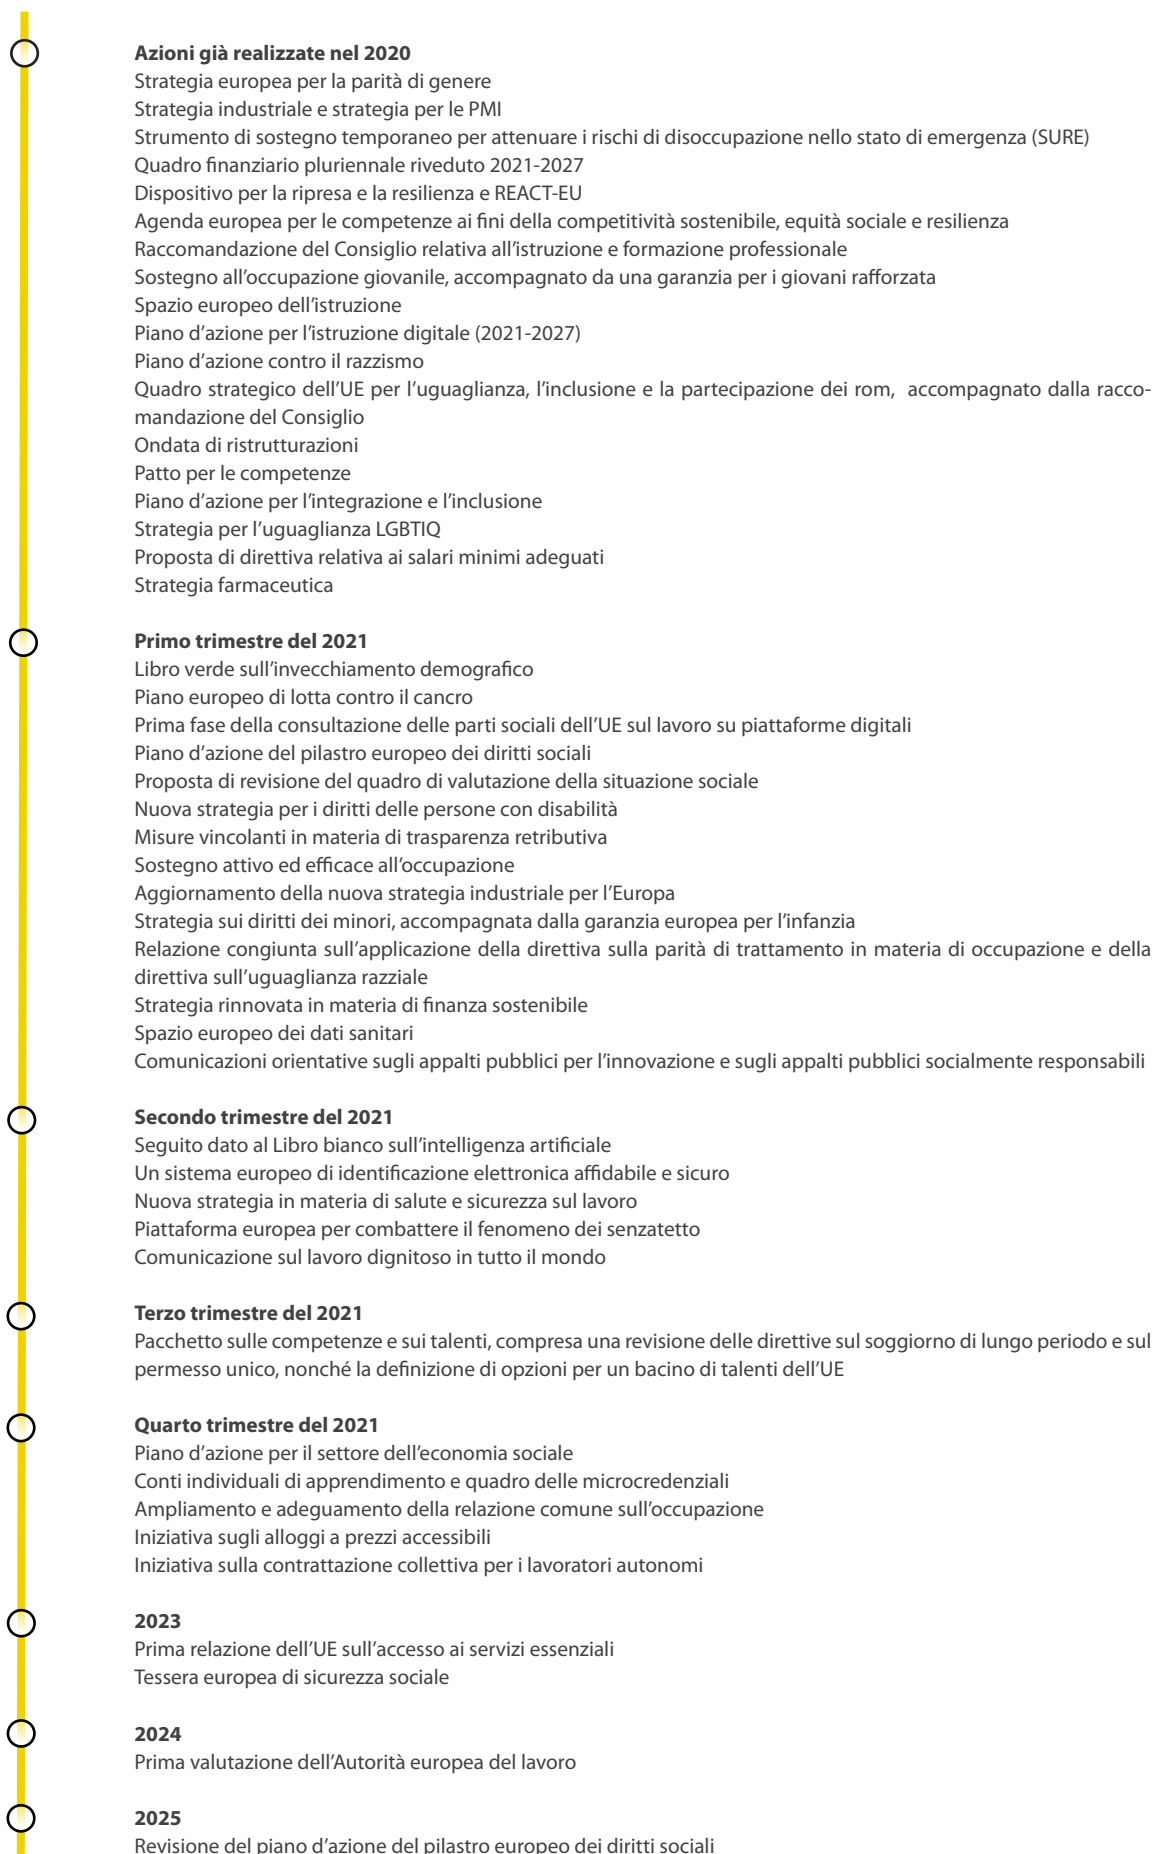 Azioni già realizzate nel 2020
Strategia europea per la parità di genere
Strategia industriale e strategia per le PMI
Strumento di sostegno temporaneo per attenuare i rischi di disoccupazione nello stato di emergenza (SURE)
Quadro finanziario pluriennale riveduto 2021-2027
Dispositivo per la ripresa e la resilienza e REACT-EU
Agenda europea per le competenze ai fini della competitività sostenibile, equità sociale e resilienza
Raccomandazione del Consiglio relativa all’istruzione e formazione professionale
Sostegno all’occupazione giovanile, accompagnato da una garanzia per i giovani rafforzata
Spazio europeo dell’istruzione
Piano d’azione per l’istruzione digitale (2021-2027)
Piano d’azione contro il razzismo
Quadro strategico dell’UE per l’uguaglianza, l’inclusione e la partecipazione dei rom, accompagnato dalla racco-
mandazione del Consiglio
Ondata di ristrutturazioni
Patto per le competenze
Piano d’azione per l’integrazione e l’inclusione
Strategia per l’uguaglianza LGBTIQ
Proposta di direttiva relativa ai salari minimi adeguati
Strategia farmaceutica
Primo trimestre del 2021
Libro verde sull’invecchiamento demografico
Piano europeo di lotta contro il cancro
Prima fase della consultazione delle parti sociali dell’UE sul lavoro su piattaforme digitali
Piano d’azione del pilastro europeo dei diritti sociali
Proposta di revisione del quadro di valutazione della situazione sociale
Nuova strategia per i diritti delle persone con disabilità
Misure vincolanti in materia di trasparenza retributiva
Sostegno attivo ed efficace all’occupazione
Aggiornamento della nuova strategia industriale per l’Europa
Strategia sui diritti dei minori, accompagnata dalla garanzia europea per l’infanzia
Relazione congiunta sull’applicazione della direttiva sulla parità di trattamento in materia di occupazione e della
direttiva sull’uguaglianza razziale
Strategia rinnovata in materia di finanza sostenibile
Spazio europeo dei dati sanitari
Comunicazioni orientative sugli appalti pubblici per l’innovazione e sugli appalti pubblici socialmente responsabili
Secondo trimestre del 2021
Seguito dato al Libro bianco sull’intelligenza artificiale
Un sistema europeo di identificazione elettronica affidabile e sicuro
Nuova strategia in materia di salute e sicurezza sul lavoro
Piattaforma europea per combattere il fenomeno dei senzatetto
Comunicazione sul lavoro dignitoso in tutto il mondo
Terzo trimestre del 2021
Pacchetto sulle competenze e sui talenti, compresa una revisione delle direttive sul soggiorno di lungo periodo e sul
permesso unico, nonché la definizione di opzioni per un bacino di talenti dell’UE
Quarto trimestre del 2021
Piano d’azione per il settore dell’economia sociale
Conti individuali di apprendimento e quadro delle microcredenziali
Ampliamento e adeguamento della relazione comune sull’occupazione
Iniziativa sugli alloggi a prezzi accessibili
Iniziativa sulla contrattazione collettiva per i lavoratori autonomi
2023
Prima relazione dell’UE sull’accesso ai servizi essenziali
Tessera europea di sicurezza sociale
2024
Prima valutazione dell’Autorità europea del lavoro
2025
Revisione del piano d’azione del pilastro europeo dei diritti sociali